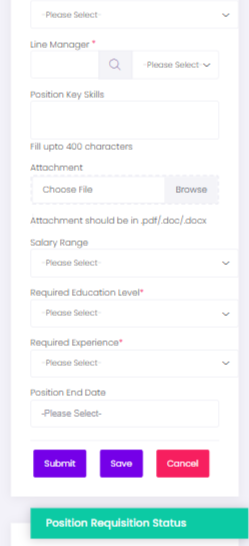 -Please Select-
Line Manager *
-Please Select-
Position Key Skills
Fill upto 400 characters
Attachment
Choose File Browse
Attachment should be in .pdf/.doc/.docx
Salary Range
-Please Select-
Required Education Level*
-Please Select-
Required Experience*
-Please Select-
Position End Date
-Please Select-
Submit Save Cancel
Position Requisition Status